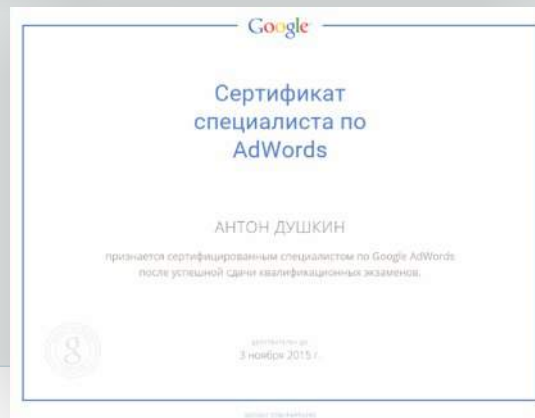 Google
Сертификат
специалиста по
AdWords
АНТОН ДУШКИН
признается сертифицированным специалистом по Google AdWords
после успешной сдачи квалификационных экзаменов.
g
3 ноября 2015 г.